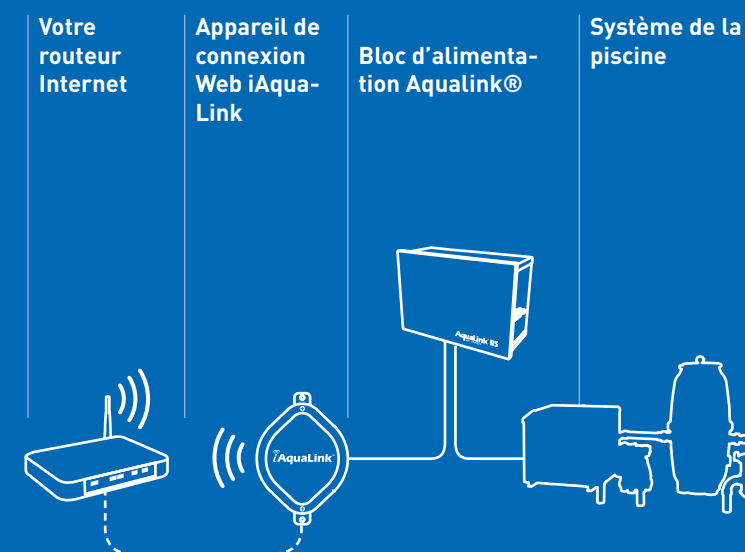 Votre
routeur
Internet
Appareil de
connexion
Web iAqua-
Link
Bloc d'alimenta-
tion Aqualink®
Système de la
piscine
AquaLink RS
iAquaLink™